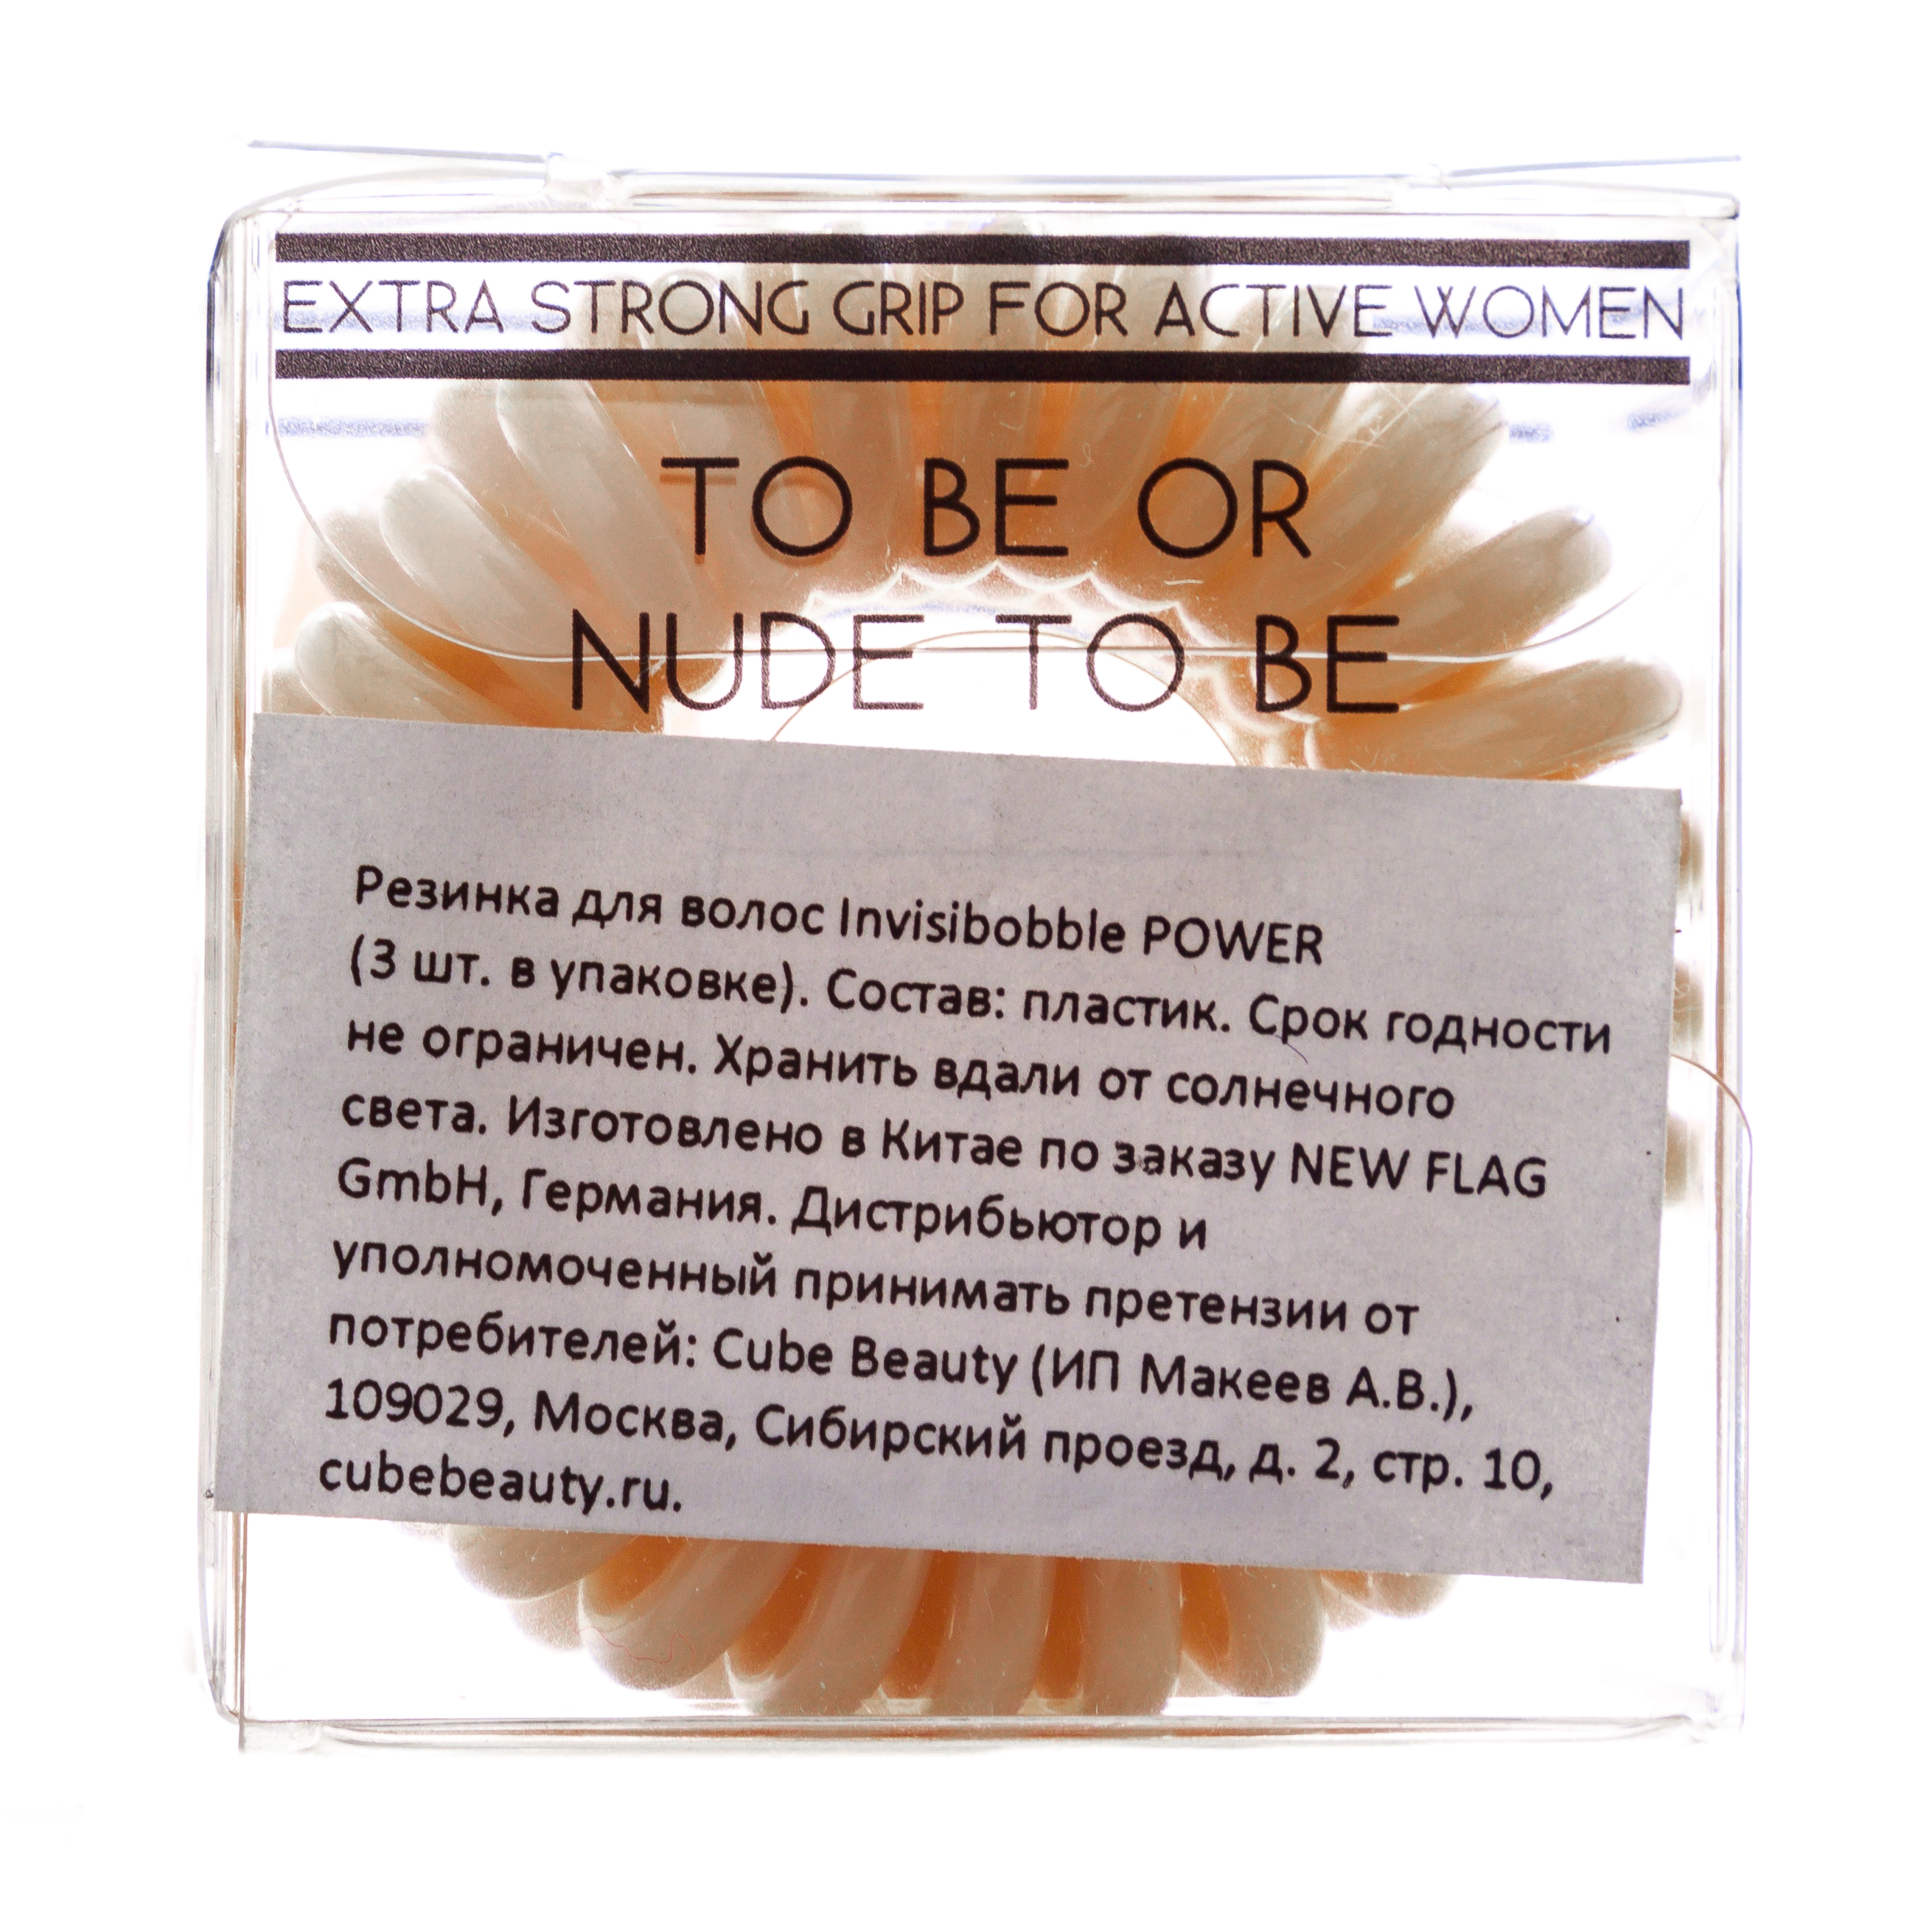 EXTRA STRONG GRIP FOR ACTIVE WOMEN
TO BE OR
NUDE TO BE
Резинка для волос Invisibobble POWER
(3 шт. в упаковке). Состав: пластик. Срок годности
не ограничен. Хранить вдали от солнечного
света. Изготовлено в Китае по заказу NEW FLAG
GmbH, Германия. Дистрибьютор и
уполномоченный принимать претензии от
потребителей: Cube Beauty (ИП Макеев А.В.),
109029, Москва, Сибирский проезд, д. 2, стр. 10,
cubebeauty.ru.